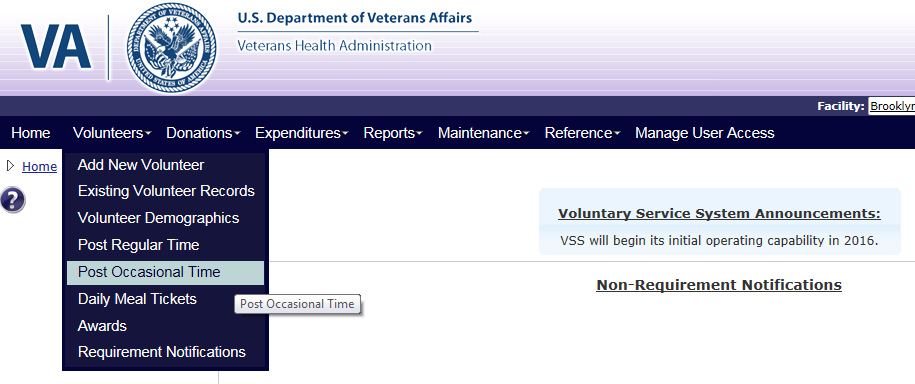 VA
U.S. Department of Veterans Affairs
Veterans Health Administration
Facility: Brooklyn
Home Volunteers Donations Expenditures Reports Maintenance Reference Manage User Access
Home
Add New Volunteer
Existing Volunteer Records
Volunteer Demographics
Post Regular Time
Post Occasional Time
Daily Meal Tickets
Awards
Requirement Notifications
Post Occasional Time
?
Voluntary Service System Announcements:
VSS will begin its initial operating capability in 2016.
Non-Requirement Notifications